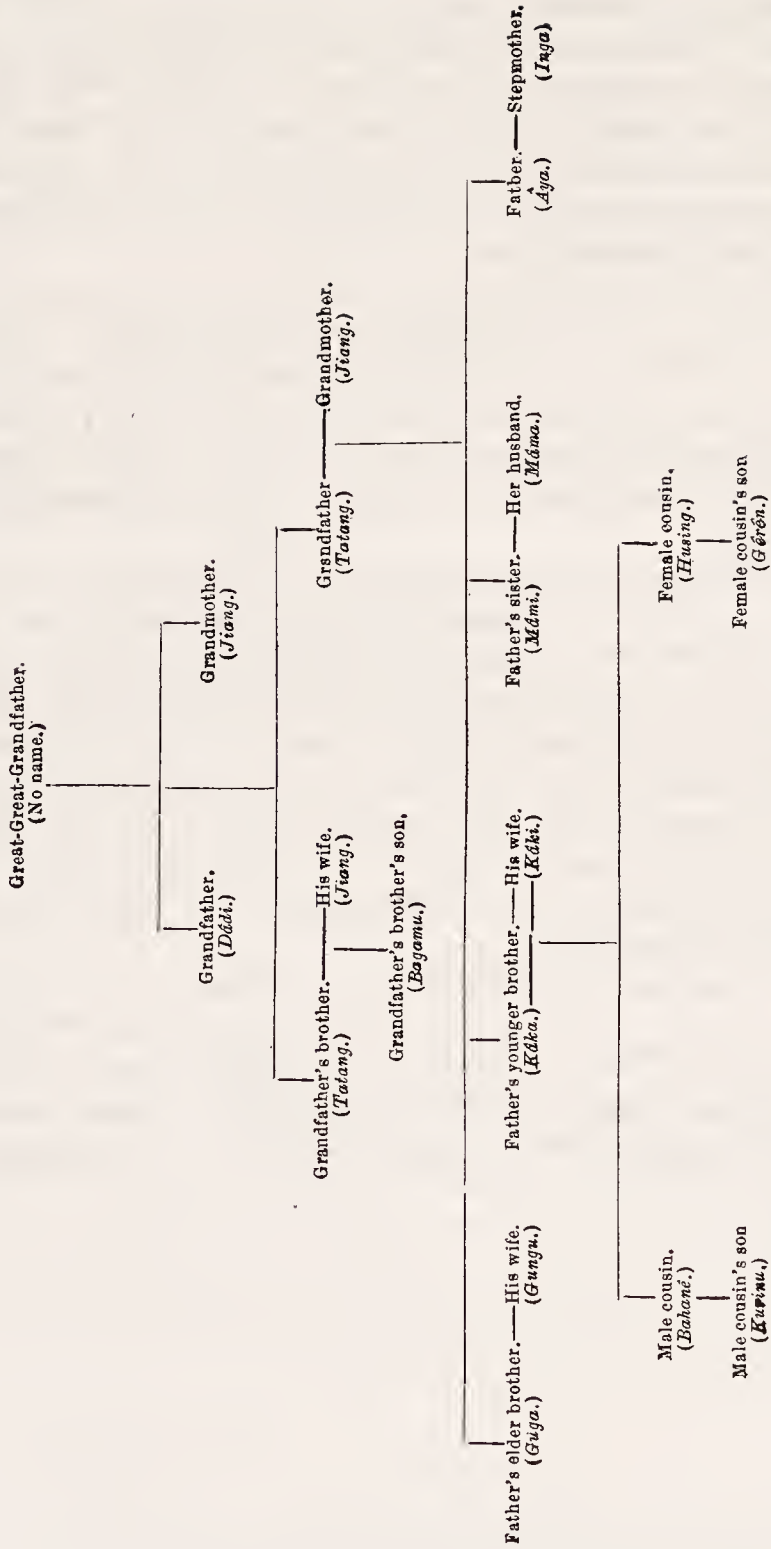 Great-Great-Grandfather.
(No name.)
Grandfather.
(Dádi.)
Grandmother.
(Jiang.)
Grandfather's brother.——His wife.
(Tatang.) (Jiang.)
Grandfather——Grandmother.
(Tatang.) (Jiang.)
Grandfather's brother's son.
(Bagamu.)
Father's elder brother.——His wife.
(Guga.) (Gungu.)
Father's younger brother.——His wife.
(Káka.) (Káki.)
Father's sister.——Her husband.
(Mámi.) (Máma.)
Father.——Stepmother.
(Âya.) (Inga)
Male cousin.
(Bahané.)
Female cousin.
(Husing.)
Male cousin's son
(Kurinu.)
Female cousin's son
(Gérén.)